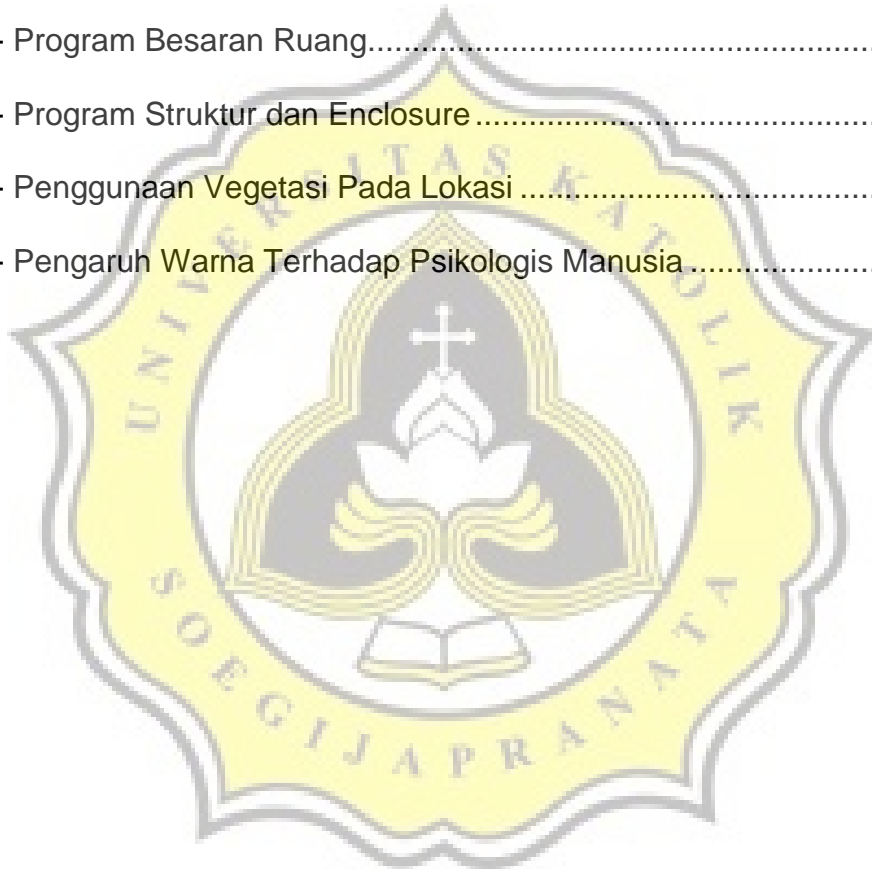 - Program Besaran Ruang......................................................
- Program Struktur dan Enclosure..........................................
- Penggunaan Vegetasi Pada Lokasi.....................................
- Pengaruh Warna Terhadap Psikologis Manusia..................
UNIVERSITAS KATOLIK
SOEGIJAPRANATA